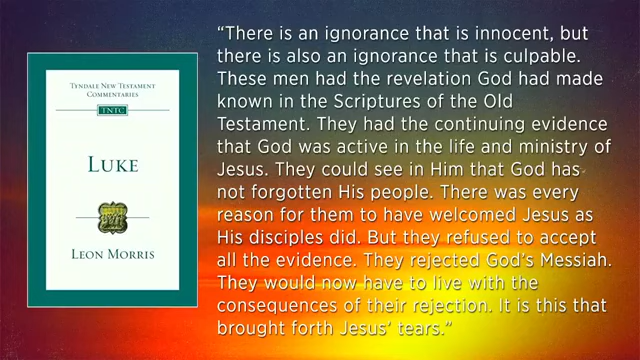 TYNDALE NEW TESTAMENT
COMMENTARIES
TNTC
LUKE
LEON MORRIS
“There is an ignorance that is innocent, but
there is also an ignorance that is culpable.
These men had the revelation God had made
known in the Scriptures of the Old
Testament. They had the continuing evidence
that God was active in the life and ministry of
Jesus. They could see in Him that God has
not forgotten His people. There was every
reason for them to have welcomed Jesus as
His disciples did. But they refused to accept
all the evidence. They rejected God’s Messiah.
They would now have to live with the
consequences of their rejection. It is this that
brought forth Jesus’ tears.”